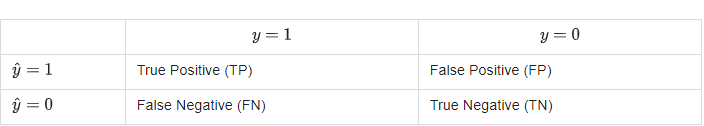 y = 1 y = 0
ŷ = 1 True Positive (TP) False Positive (FP)
ŷ = 0 False Negative (FN) True Negative (TN)